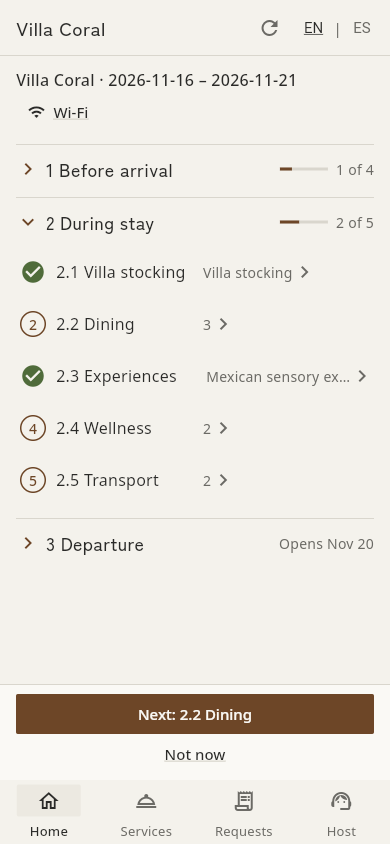 Villa Coral
EN | ES
Villa Coral · 2026-11-16 – 2026-11-21
Wi-Fi
1 Before arrival 1 of 4
2 During stay 2 of 5
2.1 Villa stocking Villa stocking
2 2.2 Dining 3
2.3 Experiences Mexican sensory ex...
4 2.4 Wellness 2
5 2.5 Transport 2
3 Departure Opens Nov 20
Next: 2.2 Dining
Not now
Home Services Requests Host